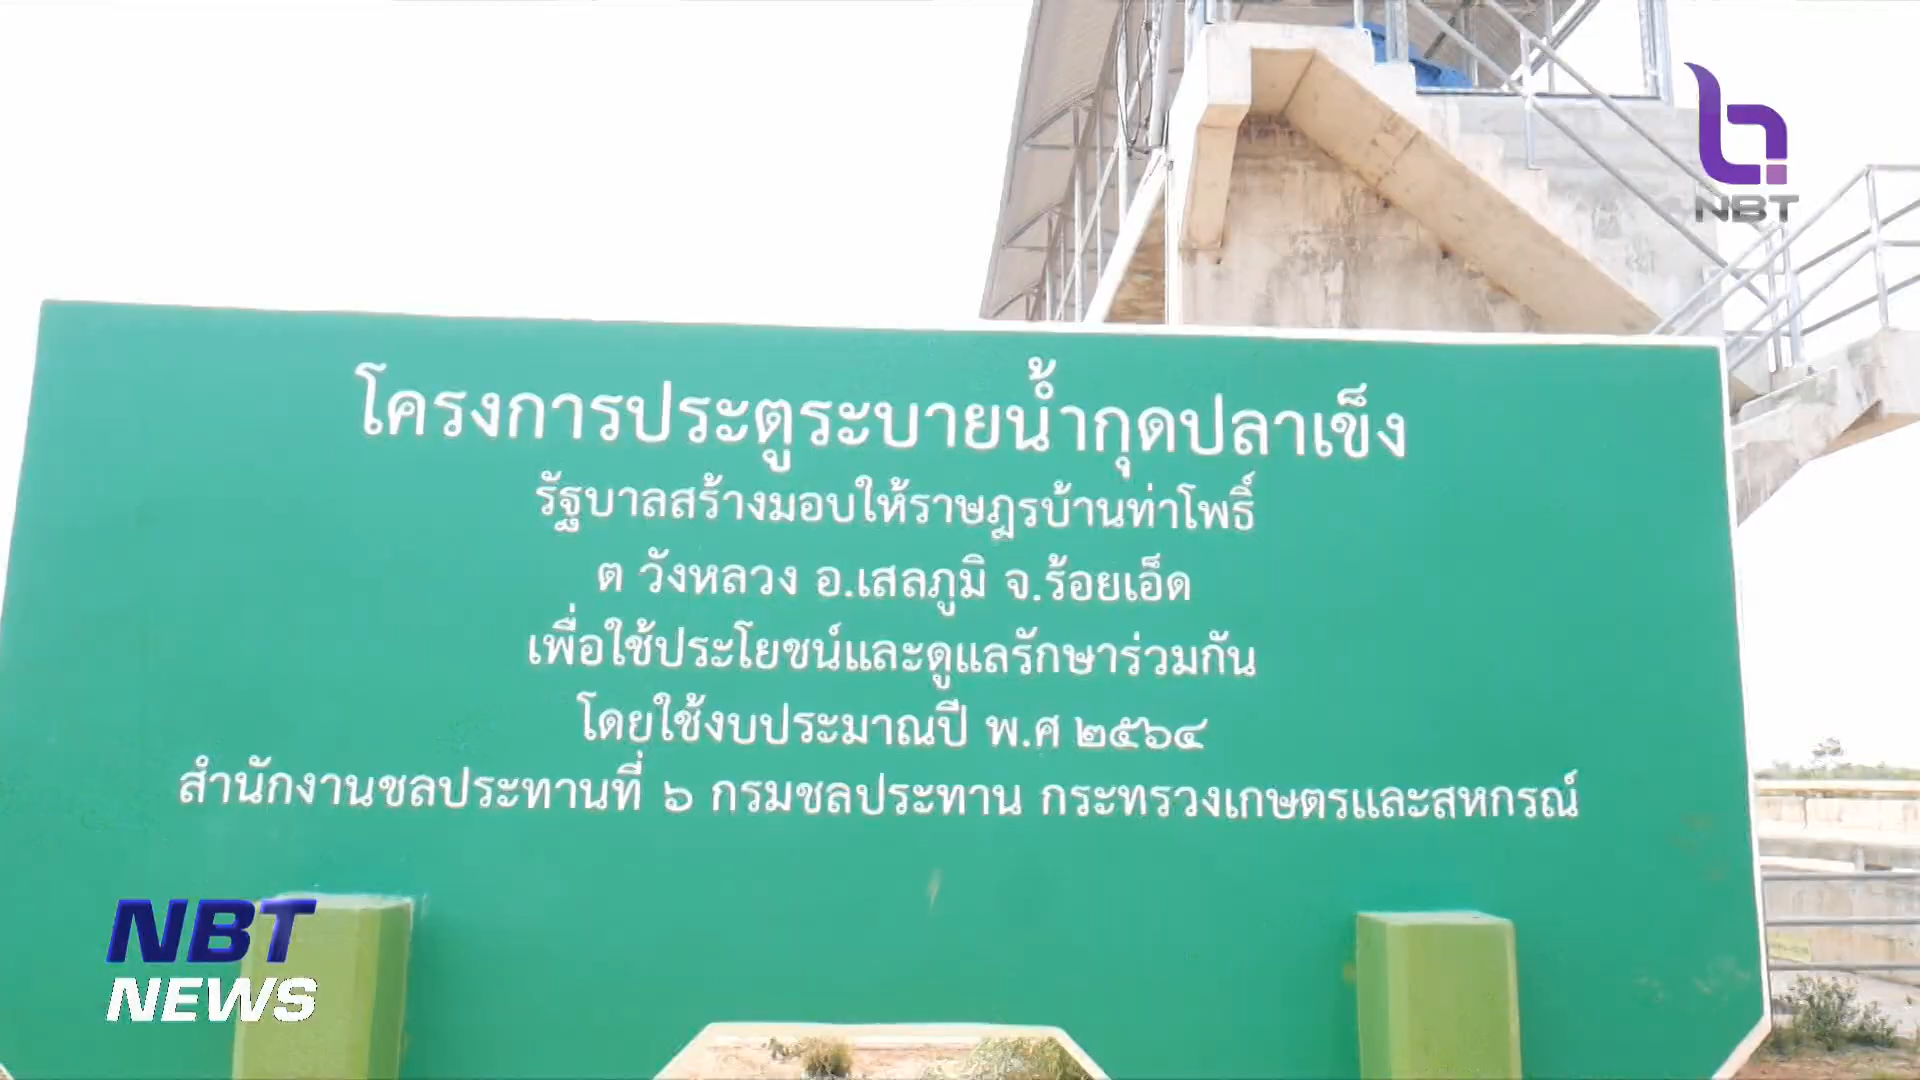 NBT
โครงการประตูระบายน้ำกุดปลาเข็ง
รัฐบาลสร้างมอบให้ราษฎรบ้านท่าโพธิ์
ต วังหลวง อ.เสลภูมิ จ.ร้อยเอ็ด
เพื่อใช้ประโยชน์และดูแลรักษาร่วมกัน
โดยใช้งบประมาณปี พ.ศ ๒๕๖๔
สำนักงานชลประทานที่ ๖ กรมชลประทาน กระทรวงเกษตรและสหกรณ์
NBT
NEWS